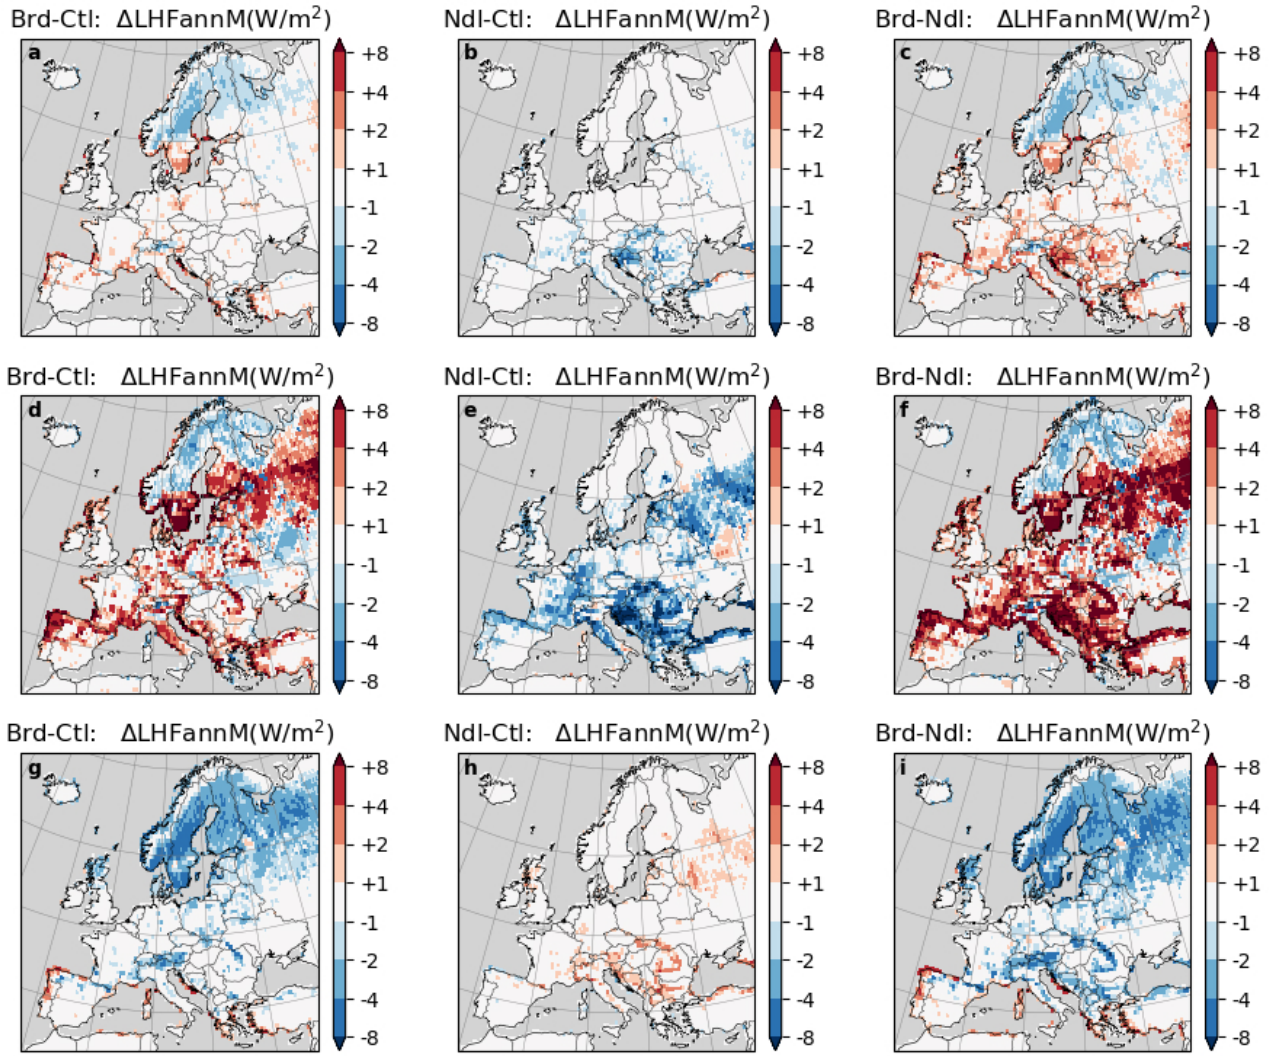 Brd-Ctl: ΔLHFannM(W/m²) Ndl-Ctl: ΔLHFannM(W/m²) Brd-Ndl: ΔLHFannM(W/m²)
a b c
+8 +8 +8
+4 +4 +4
+2 +2 +2
+1 +1 +1
-1 -1 -1
-2 -2 -2
-4 -4 -4
-8 -8 -8
Brd-Ctl: ΔLHFannM(W/m²) Ndl-Ctl: ΔLHFannM(W/m²) Brd-Ndl: ΔLHFannM(W/m²)
d e f
+8 +8 +8
+4 +4 +4
+2 +2 +2
+1 +1 +1
-1 -1 -1
-2 -2 -2
-4 -4 -4
-8 -8 -8
Brd-Ctl: ΔLHFannM(W/m²) Ndl-Ctl: ΔLHFannM(W/m²) Brd-Ndl: ΔLHFannM(W/m²)
g h i
+8 +8 +8
+4 +4 +4
+2 +2 +2
+1 +1 +1
-1 -1 -1
-2 -2 -2
-4 -4 -4
-8 -8 -8